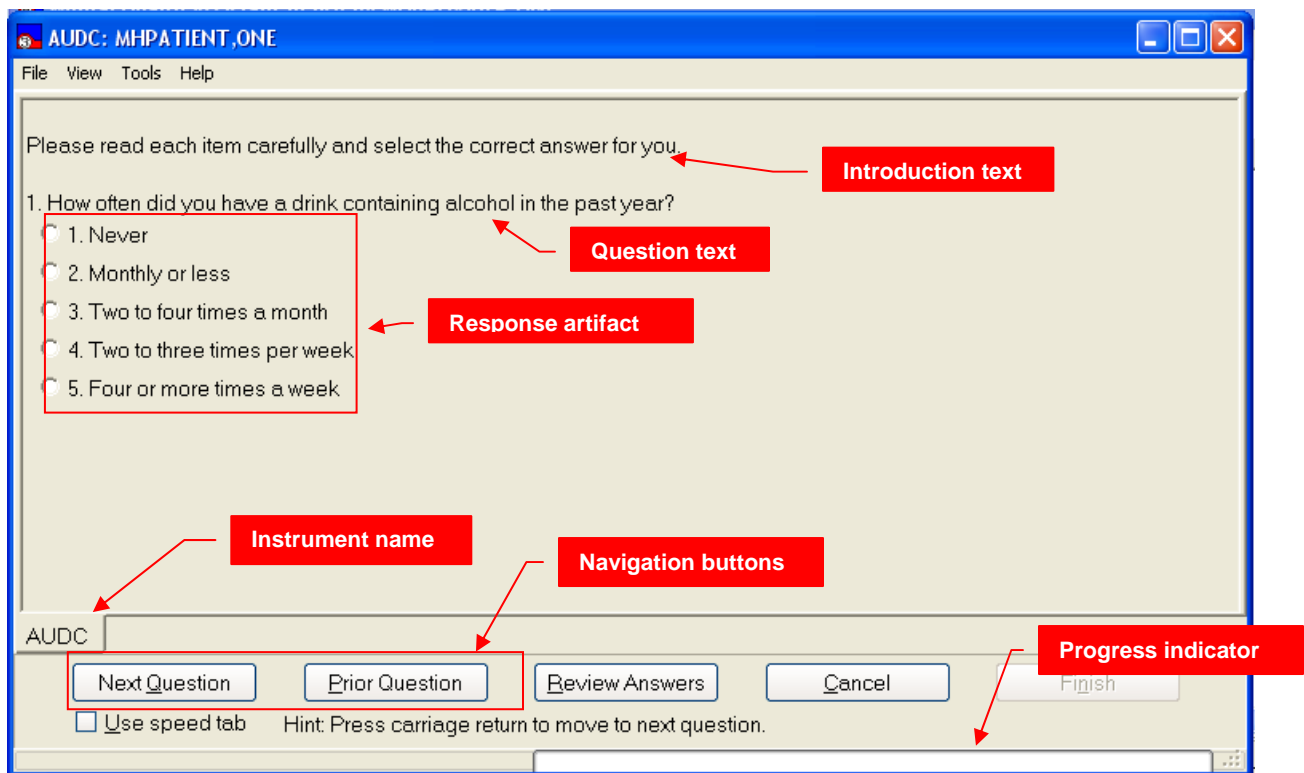 AUDC: MHPATIENT,ONE
File View Tools Help
Please read each item carefully and select the correct answer for you.
Introduction text
1. How often did you have a drink containing alcohol in the past year?
Question text
1. Never
2. Monthly or less
3. Two to four times a month
Response artifact
4. Two to three times per week
5. Four or more times a week
Instrument name
Navigation buttons
AUDC
Progress indicator
Next Question Prior Question Review Answers Cancel Finish
Use speed tab Hint: Press carriage return to move to next question.